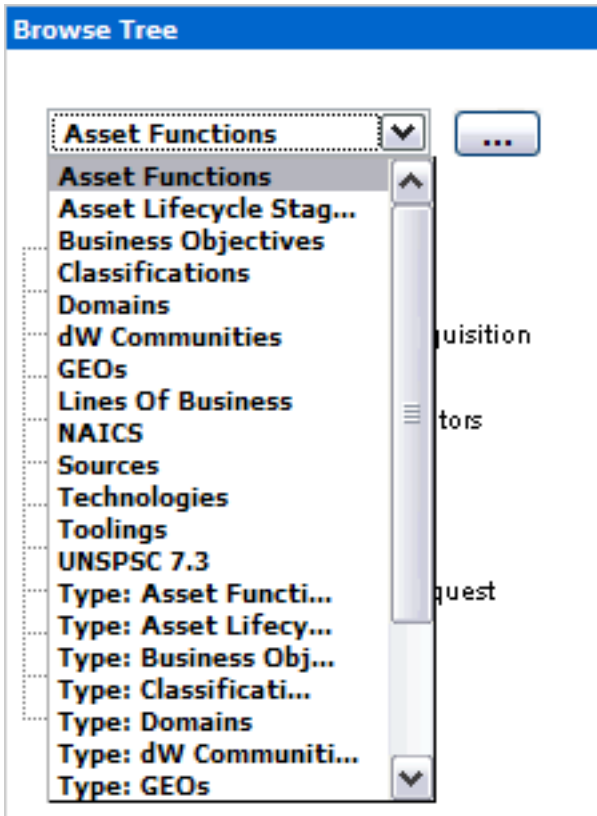 Browse Tree
Asset Functions
...
Asset Functions
Asset Lifecycle Stag...
Business Objectives
Classifications
Domains
dW Communities
quisition
GEOs
Lines Of Business
tors
NAICS
Sources
Technologies
Toolings
UNSPSC 7.3
Type: Asset Functi...
quest
Type: Asset Lifecy...
Type: Business Obj...
Type: Classificati...
Type: Domains
Type: dW Communiti...
Type: GEOs